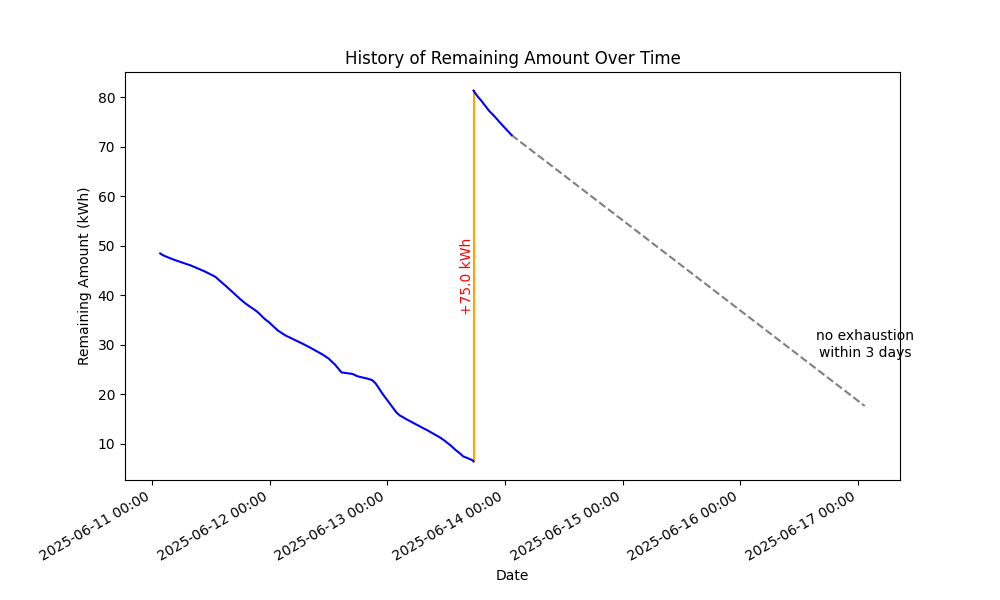 History of Remaining Amount Over Time
Remaining Amount (kWh)
80
70
60
50
40
30
20
10
+75.0 kWh
no exhaustion
within 3 days
2025-06-11 00:00
2025-06-12 00:00
2025-06-13 00:00
2025-06-14 00:00
2025-06-15 00:00
2025-06-16 00:00
2025-06-17 00:00
Date